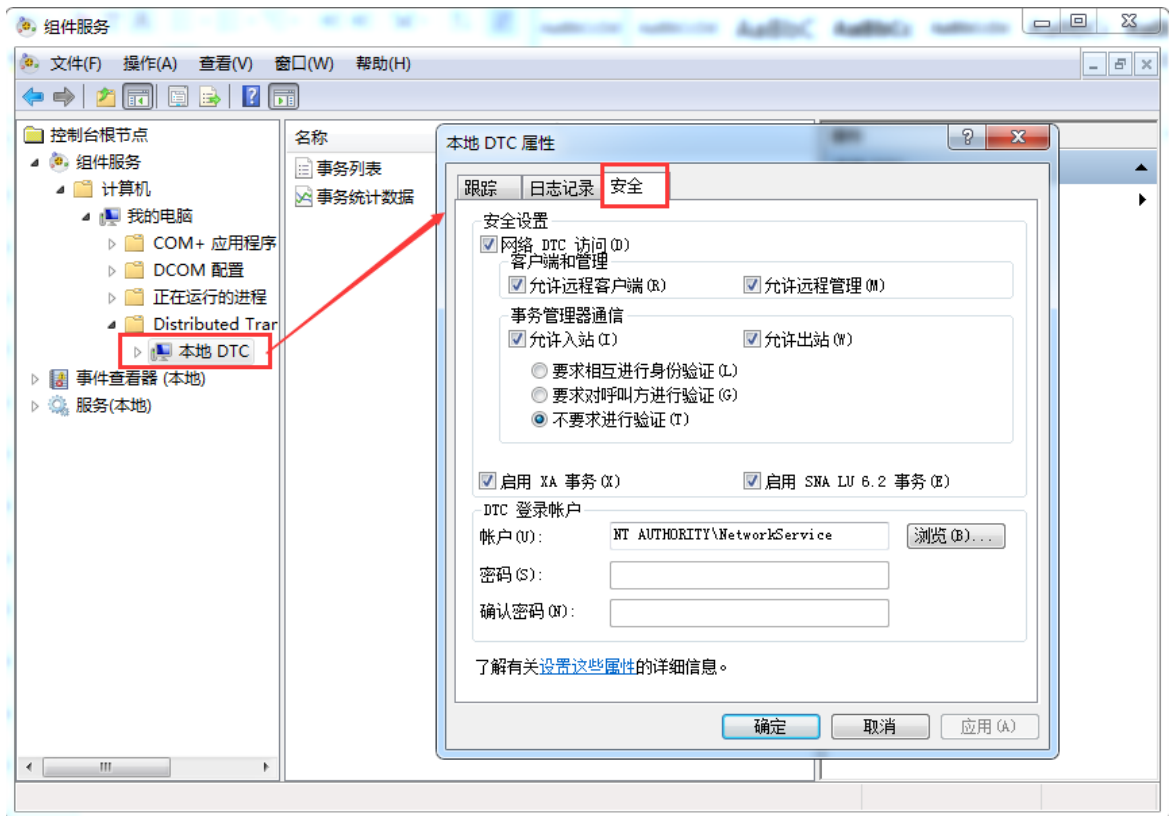 组件服务
文件(F) 操作(A) 查看(V) 窗口(W) 帮助(H)
控制台根节点
组件服务
计算机
我的电脑
COM+ 应用程序
DCOM 配置
正在运行的进程
Distributed Tran
本地 DTC
事件查看器 (本地)
服务(本地)
名称
事务列表
事务统计数据
本地 DTC 属性
跟踪 日志记录 安全
安全设置
网络 DTC 访问(D)
客户端和管理
允许远程客户端(R) 允许远程管理(M)
事务管理器通信
允许入站(I) 允许出站(W)
要求相互进行身份验证(L)
要求对呼叫方进行验证(G)
不要求进行验证(T)
启用 XA 事务(X) 启用 SNA LU 6.2 事务(E)
DTC 登录帐户
帐户(U): NT AUTHORITY\NetworkService 浏览(B)...
密码(S):
确认密码(N):
了解有关设置这些属性的详细信息。
确定 取消 应用(A)